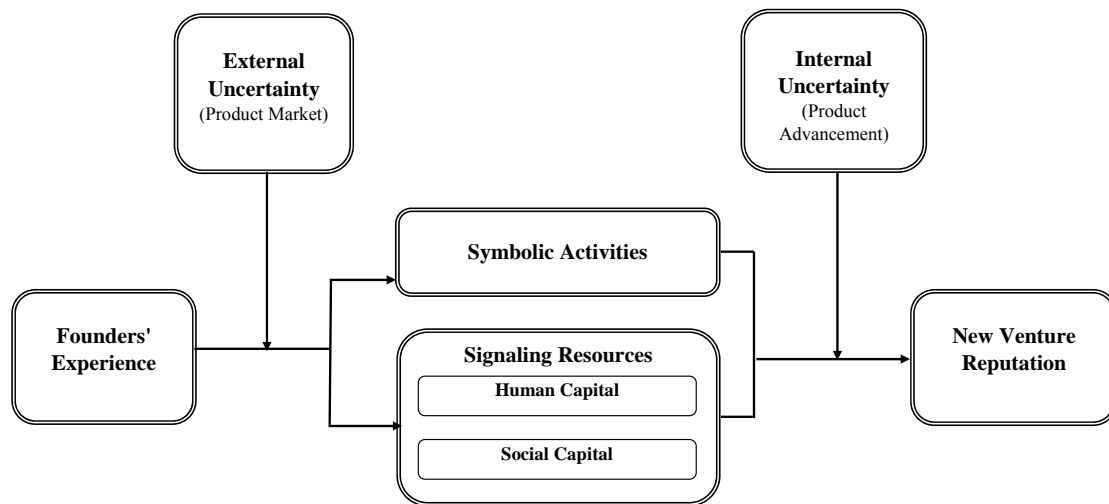 External
Uncertainty
(Product Market)
Internal
Uncertainty
(Product
Advancement)
Symbolic Activities
Founders'
Experience
Signaling Resources
Human Capital
Social Capital
New Venture
Reputation